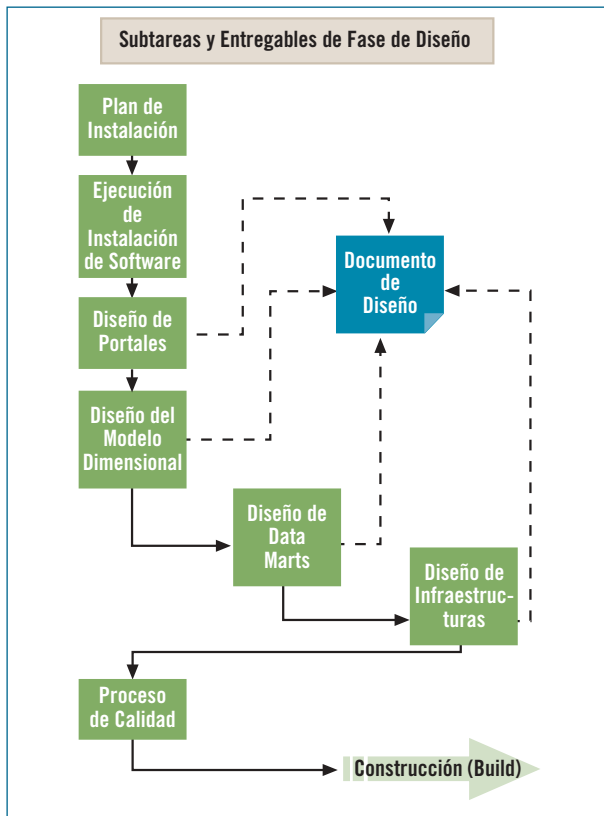 Subtareas y Entregables de Fase de Diseño
Plan de
Instalación
Ejecución
de
Instalación
de Software
Documento
de
Diseño
Diseño de
Portales
Diseño del
Modelo
Dimensional
Diseño de
Data
Marts
Diseño de
Infraestruc-
turas
Proceso
de Calidad
Construcción (Build)